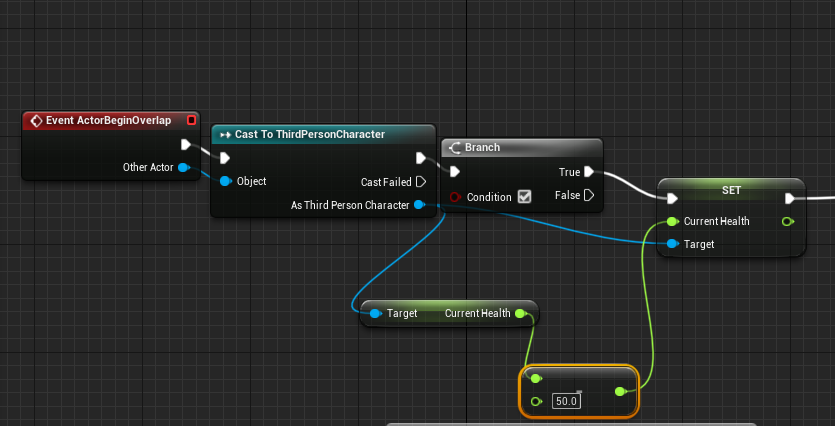 Event ActorBeginOverlap
Other Actor
Cast To ThirdPersonCharacter
Object
Cast Failed
As Third Person Character
Branch
True
Condition
False
SET
Current Health
Target
Target
Current Health
50.0